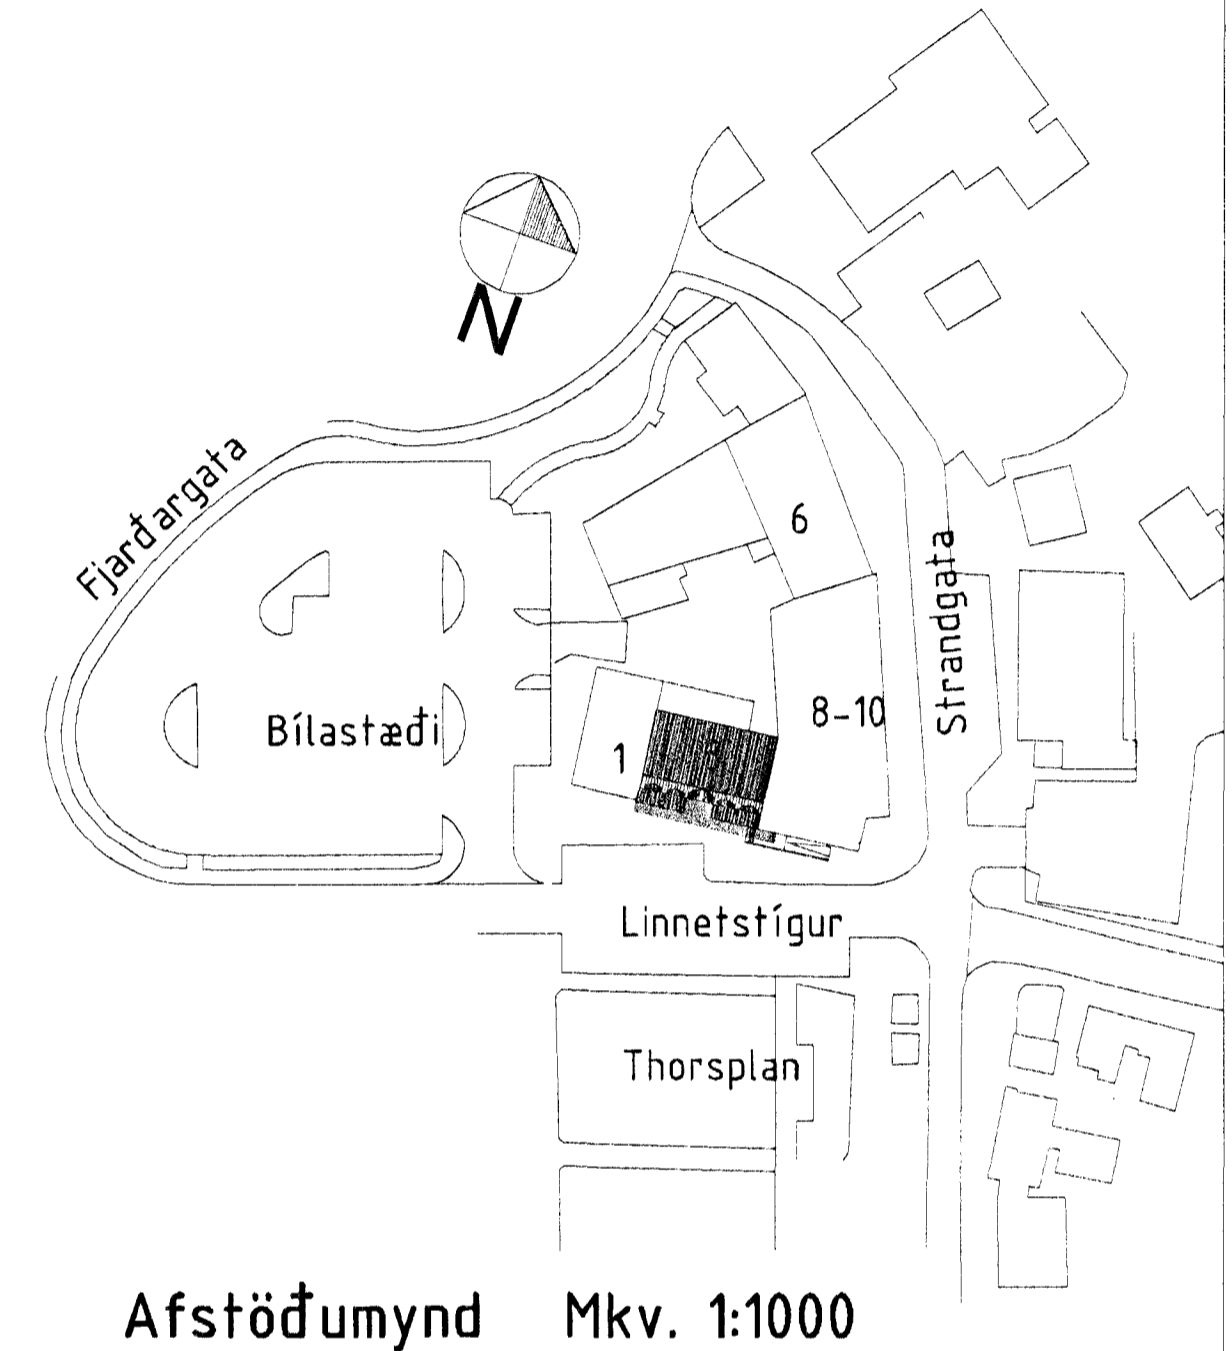 N
Fjarðargata
6
Strandgata
8-10
Bílastæði
1
Linnetstígur
Thorsplan
Afstöðumynd Mkv. 1:1000